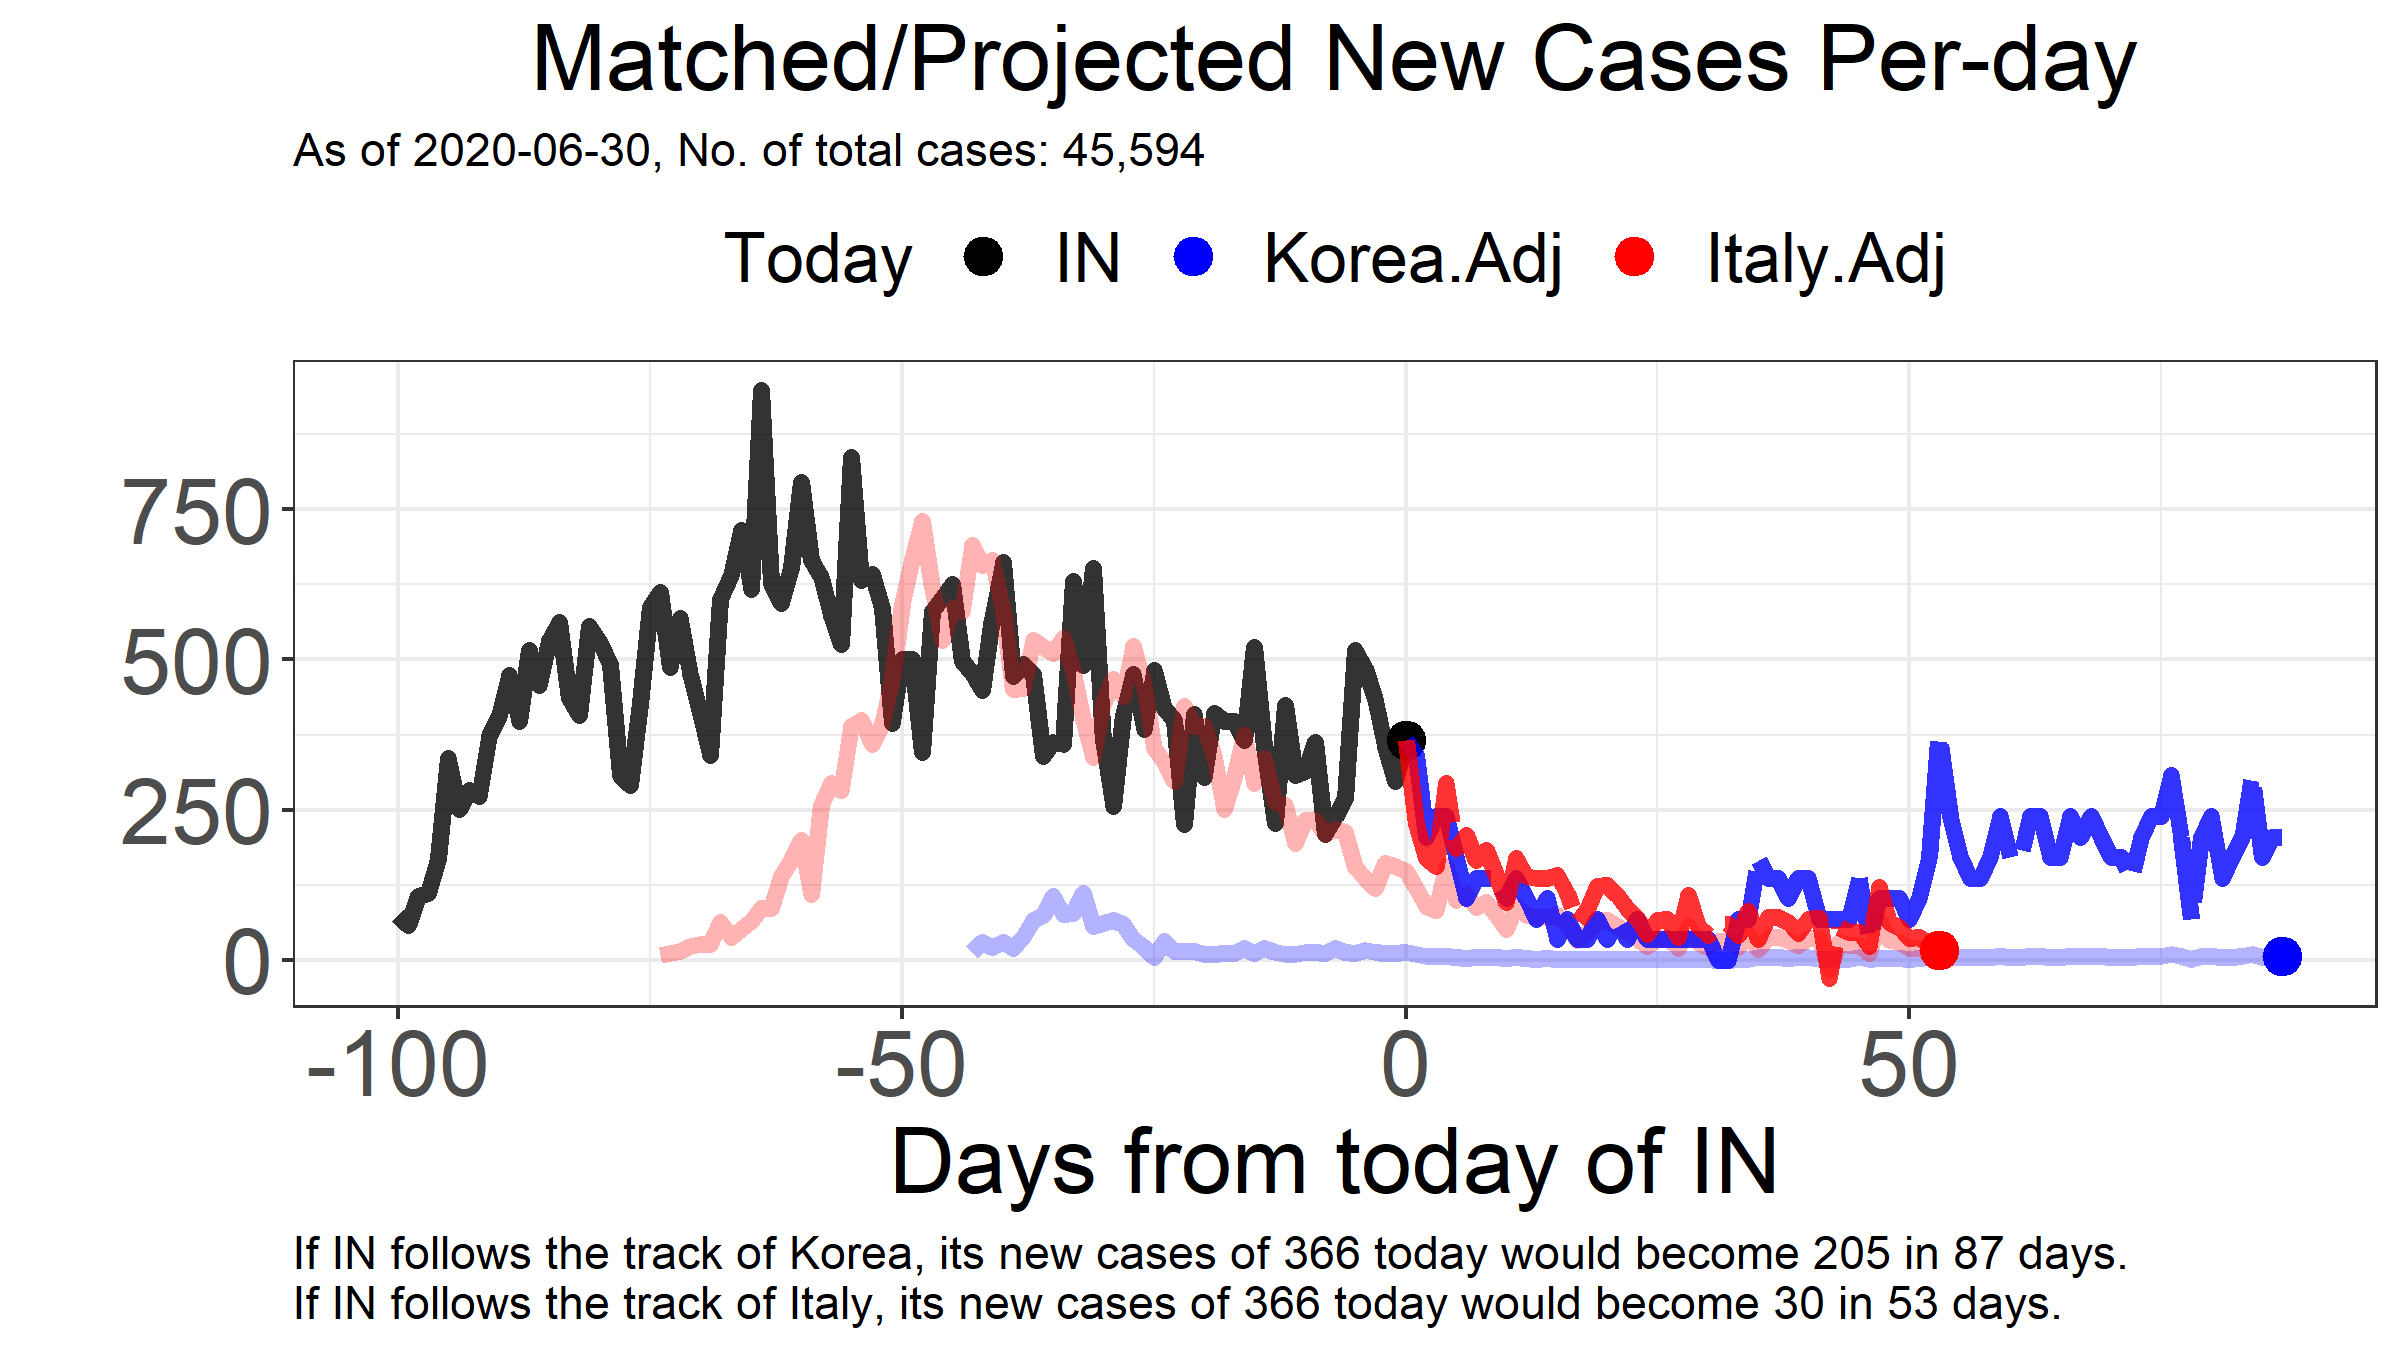 Matched/Projected New Cases Per-day
As of 2020-06-30, No. of total cases: 45,594
Today IN Korea.Adj Italy.Adj
750
500
250
0
-100 -50 0 50
Days from today of IN
If IN follows the track of Korea, its new cases of 366 today would become 205 in 87 days.
If IN follows the track of Italy, its new cases of 366 today would become 30 in 53 days.